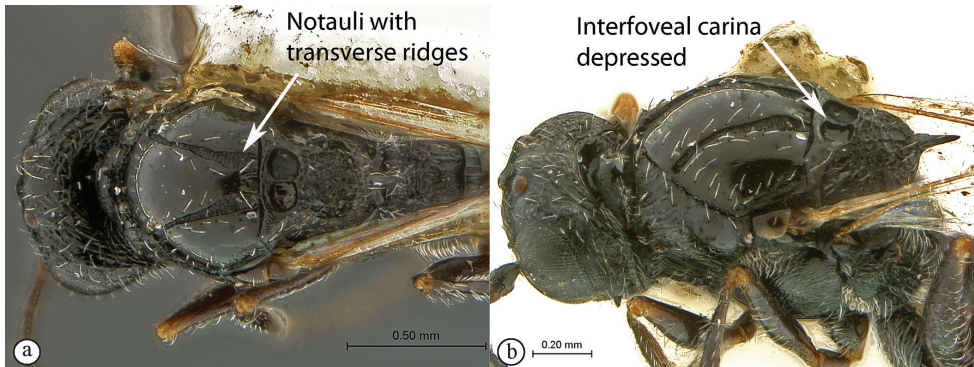 Notauli with
transverse ridges
Interfoveal carina
depressed
0.50 mm
0.20 mm
a
b